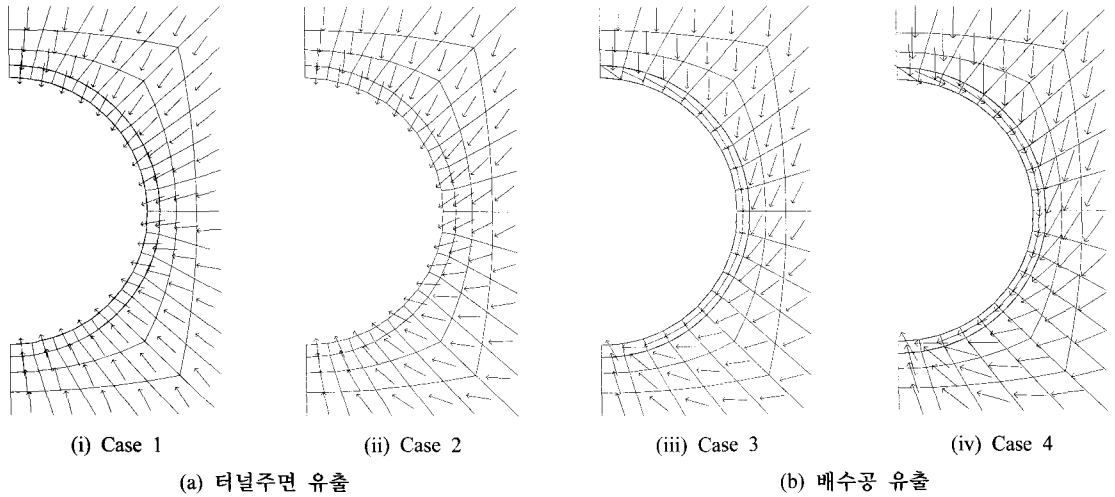 (i) Case 1
(ii) Case 2
(iii) Case 3
(iv) Case 4
(a) 터널주면 유출
(b) 배수공 유출